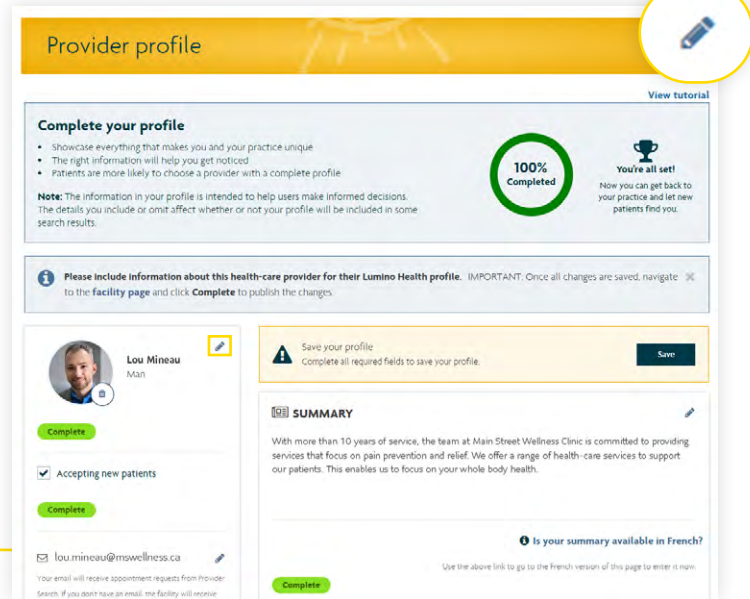 Provider profile
View tutorial
Complete your profile
• Showcase everything that makes you and your practice unique
• The right information will help you get noticed
• Patients are more likely to choose a provider with a complete profile
Note: The information in your profile is intended to help users make informed decisions.
The details you include or omit affect whether or not your profile will be included in some
search results.
100%
Completed
You're all set!
Now you can get back to
your practice and let new
patients find you.
Please include information about this health-care provider for their Lumino Health profile. IMPORTANT: Once all changes are saved, navigate
to the facility page and click Complete to publish the changes
Lou Mineau
Man
Complete
Accepting new patients
Complete
lou.mineau@mswellness.ca
Your email will receive appointment requests from Provider
Search. If you don't have an email, the facility will receive
Save your profile
Complete all required fields to save your profile.
Save
SUMMARY
With more than 10 years of service, the team at Main Street Wellness Clinic is committed to providing
services that focus on pain prevention and relief. We offer a range of health-care services to support
our patients. This enables us to focus on your whole body health.
Is your summary available in French?
Use the above link to go to the French version of this page to enter it now.
Complete